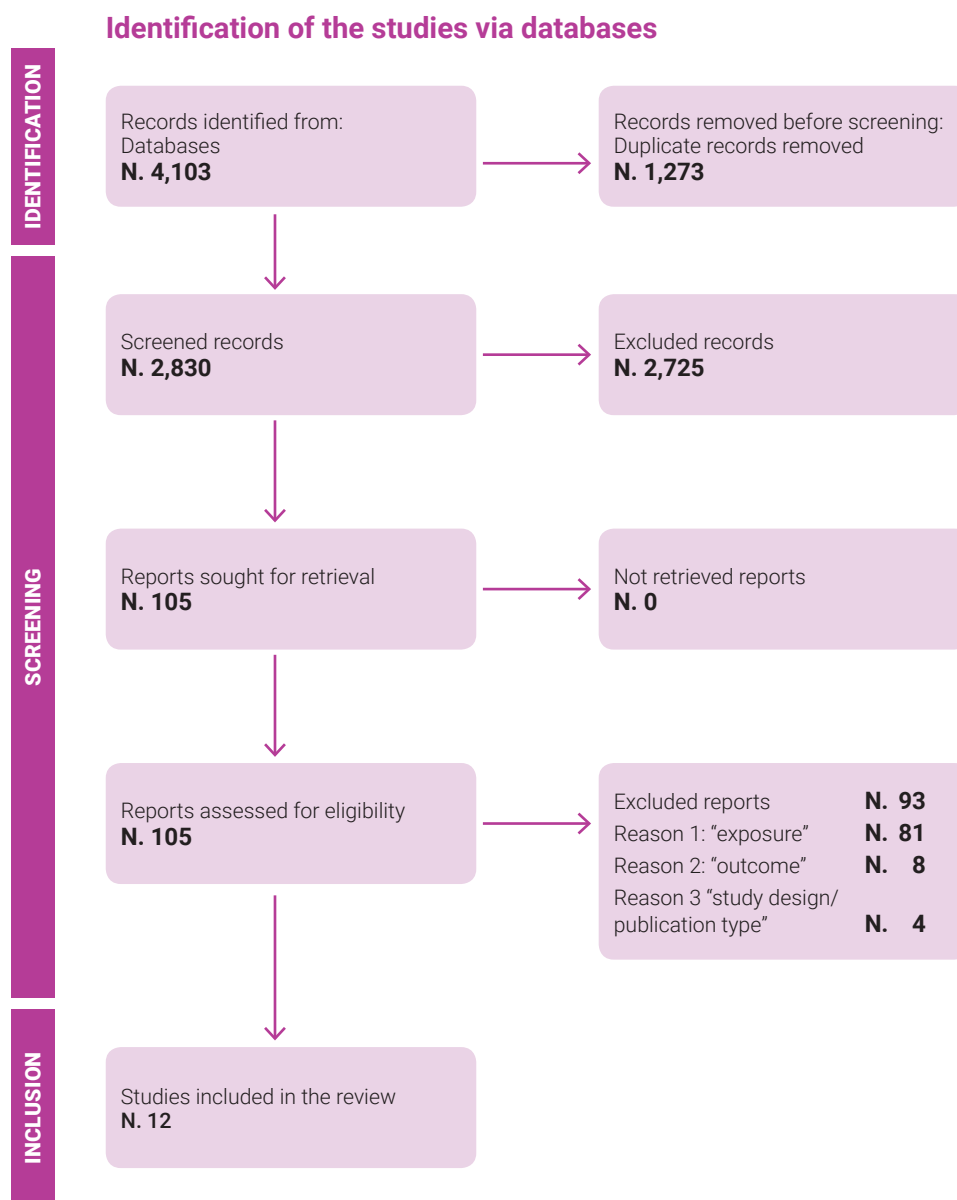 Identification of the studies via databases
IDENTIFICATION
Records identified from:
Databases
N. 4,103
Records removed before screening:
Duplicate records removed
N. 1,273
SCREENING
Screened records
N. 2,830
Excluded records
N. 2,725
Reports sought for retrieval
N. 105
Not retrieved reports
N. 0
Reports assessed for eligibility
N. 105
Excluded reports N. 93
Reason 1: “exposure” N. 81
Reason 2: “outcome” N. 8
Reason 3 “study design/
publication type” N. 4
INCLUSION
Studies included in the review
N. 12